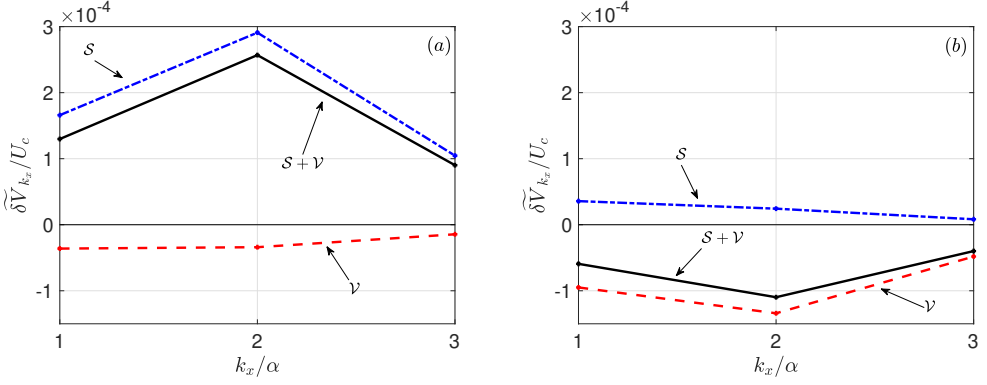 ×10⁻⁴
(a)
3
𝒮
2
𝒮 + 𝒱
1
0
𝒱
-1
1 2 3
k_x/α
δ̃V_{k_x}/U_c
×10⁻⁴
(b)
3
2
𝒮
1
0
𝒮 + 𝒱
𝒱
-1
1 2 3
k_x/α
δ̃V_{k_x}/U_c